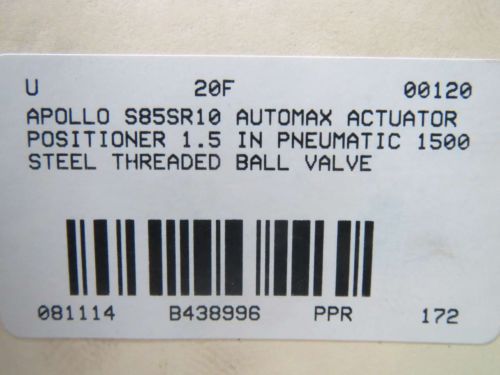 U 20F 00120
APOLLO S85SR10 AUTOMAX ACTUATOR
POSITIONER 1.5 IN PNEUMATIC 1500
STEEL THREADED BALL VALVE
081114 B438996 PPR 172